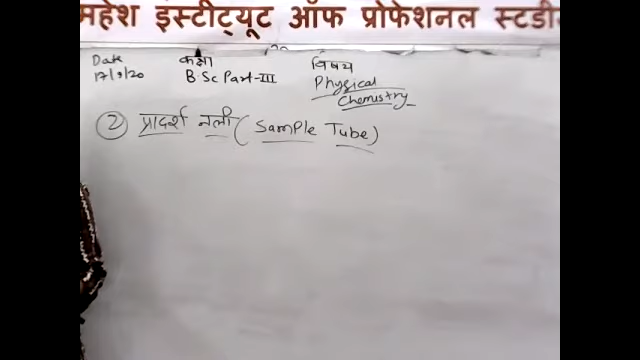 महेश इंस्टीट्यूट ऑफ प्रोफेशनल स्टडी
Date कक्षा विषय
17/9/20 B.Sc Part-III Physical
Chemistry
② प्रादर्श नली (Sample Tube)